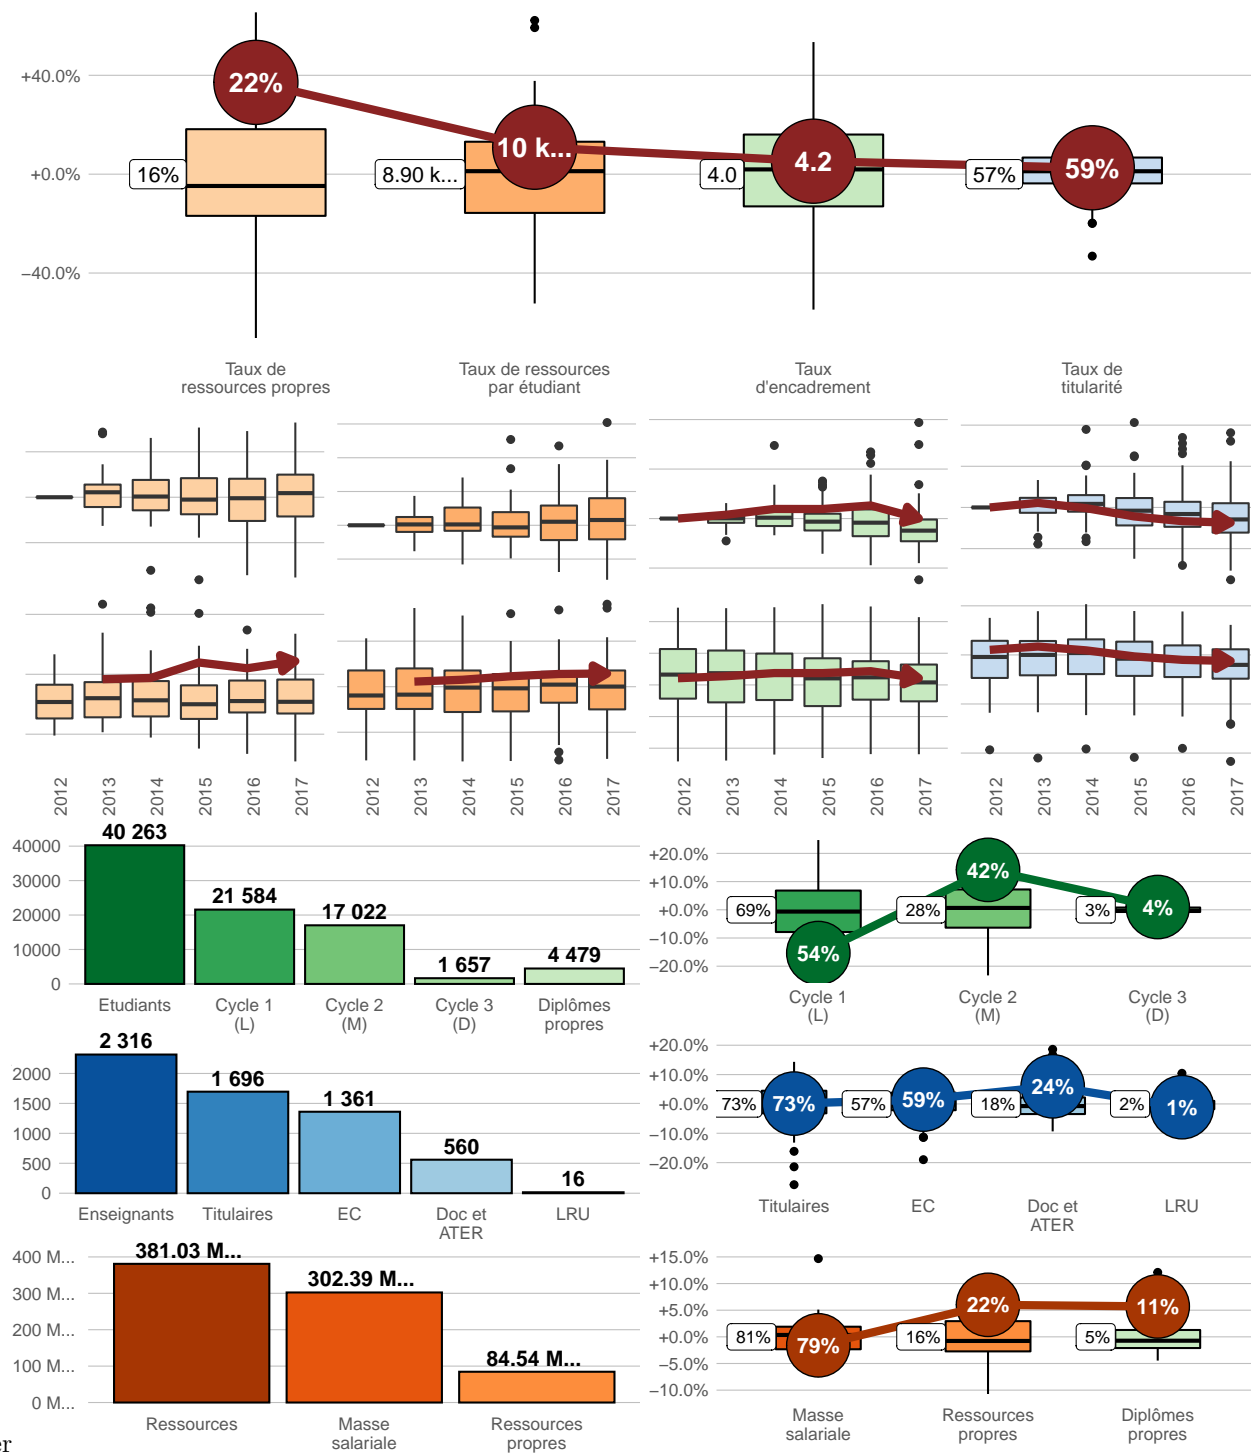 +40.0%
+0.0%
−40.0%
22%
10 k...
4.2
59%
16%
8.90 k...
4.0
57%
Taux de
ressources propres
Taux de ressources
par étudiant
Taux
d'encadrement
Taux de
titularité
2012
2013
2014
2015
2016
2017
2012
2013
2014
2015
2016
2017
2012
2013
2014
2015
2016
2017
2012
2013
2014
2015
2016
2017
40000
30000
20000
10000
0
40 263
21 584
17 022
1 657
4 479
Etudiants
Cycle 1
(L)
Cycle 2
(M)
Cycle 3
(D)
Diplômes
propres
+20.0%
+10.0%
+0.0%
−10.0%
−20.0%
69%
54%
28%
42%
3%
4%
Cycle 1
(L)
Cycle 2
(M)
Cycle 3
(D)
2000
1500
1000
500
0
2 316
1 696
1 361
560
16
Enseignants
Titulaires
EC
Doc et
ATER
LRU
+20.0%
+10.0%
+0.0%
−10.0%
−20.0%
73%
73%
57%
59%
18%
24%
2%
1%
Titulaires
EC
Doc et
ATER
LRU
400 M...
300 M...
200 M...
100 M...
0 M...
381.03 M...
302.39 M...
84.54 M...
Ressources
Masse
salariale
Ressources
propres
+15.0%
+10.0%
+5.0%
+0.0%
−5.0%
−10.0%
81%
79%
16%
22%
5%
11%
Masse
salariale
Ressources
propres
Diplômes
propres
er